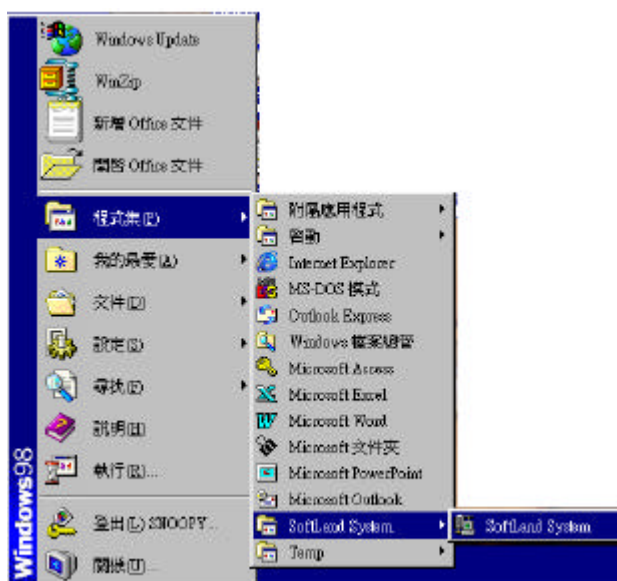 Windows Update
WinZip
新增 Office 文件
開啟 Office 文件
程式集(P)
我的最愛(A)
文件(D)
設定(S)
尋找(F)
說明(H)
執行(R)...
登出(L) SNOOPY...
關機(U)...
Windows98
附屬應用程式
啟動
Internet Explorer
MS-DOS 模式
Outlook Express
Windows 檔案總管
Microsoft Access
Microsoft Excel
Microsoft Word
Microsoft 文件夾
Microsoft PowerPoint
Microsoft Outlook
SoftLand System
Temp
SoftLand System